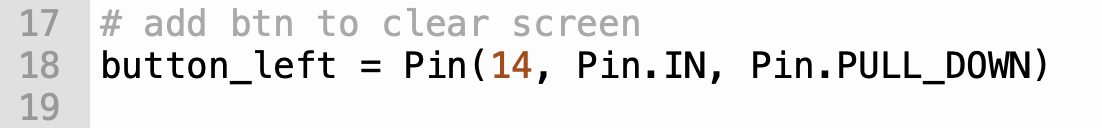 17 # add btn to clear screen
18 button_left = Pin(14, Pin.IN, Pin.PULL_DOWN)
19